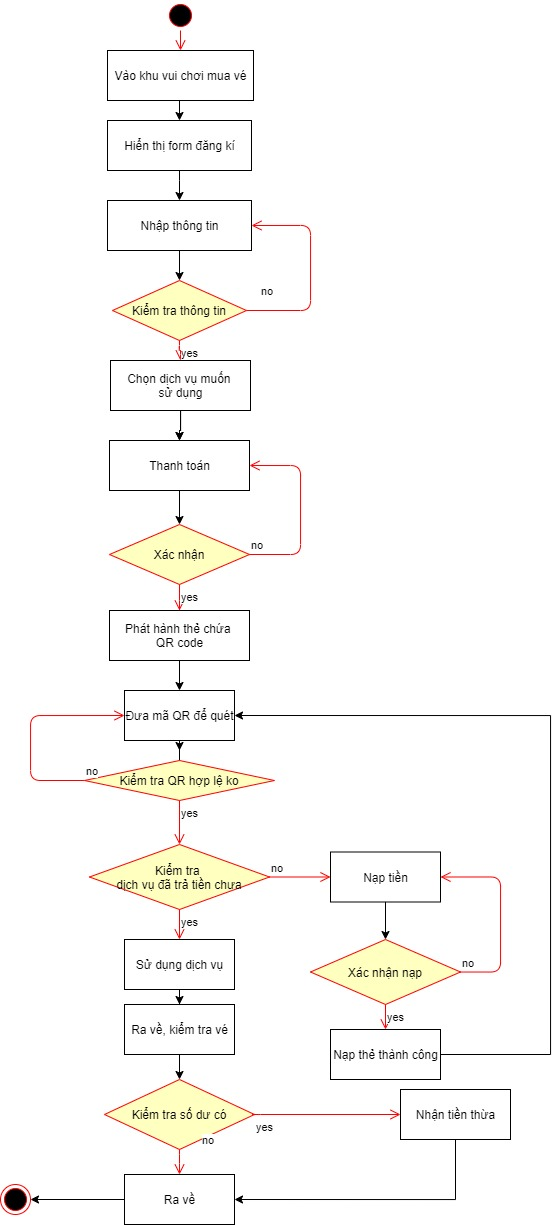 Vào khu vui chơi mua vé
Hiển thị form đăng kí
Nhập thông tin
no
Kiểm tra thông tin
yes
Chọn dịch vụ muốn
sử dụng
Thanh toán
no
Xác nhận
yes
Phát hành thẻ chứa
QR code
Đưa mã QR để quét
no
Kiểm tra QR hợp lệ ko
yes
Kiểm tra
dịch vụ đã trả tiền chưa
no
Nạp tiền
yes
Sử dụng dịch vụ
no
Xác nhận nạp
yes
Ra về, kiểm tra vé
Nạp thẻ thành công
Kiểm tra số dư có
yes
Nhận tiền thừa
no
Ra về